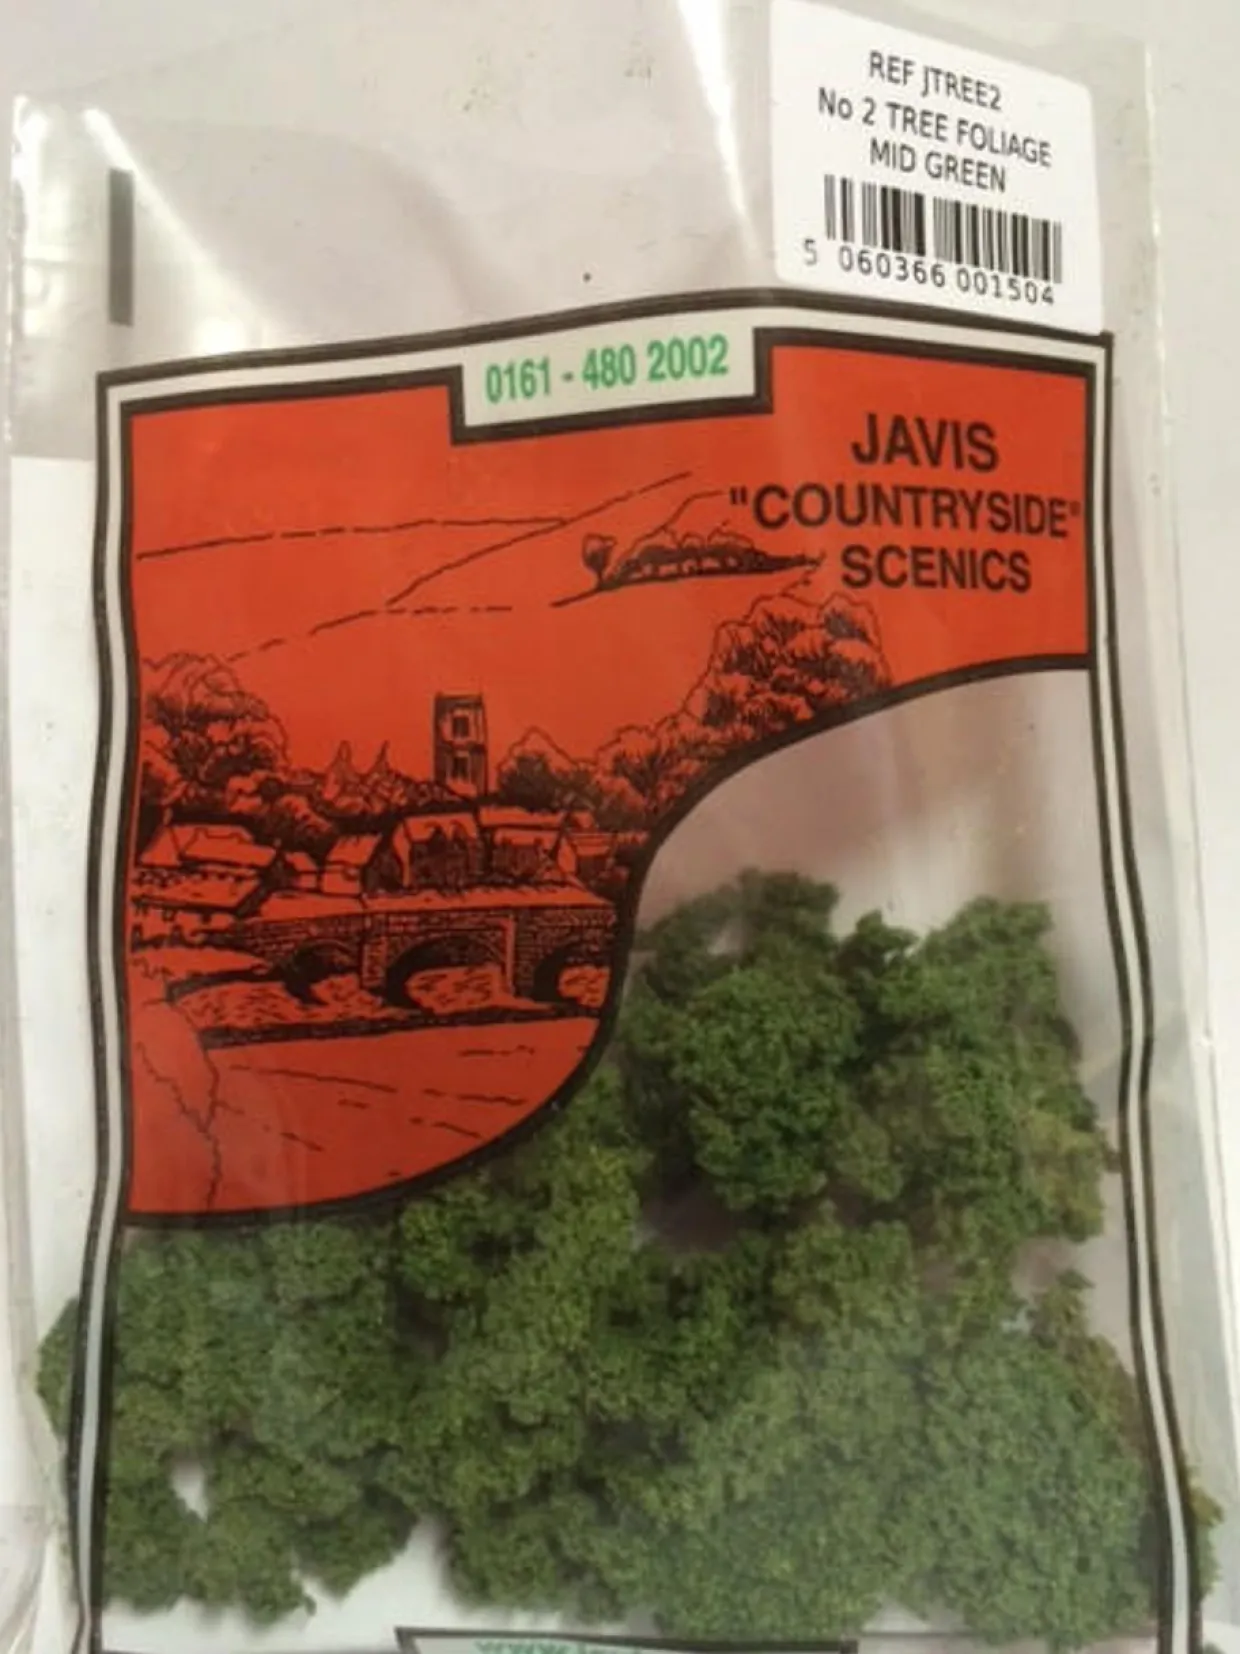 REF JTREE2
No 2 TREE FOLIAGE
MID GREEN
5 060366 001504
0161 - 480 2002
JAVIS
"COUNTRYSIDE"
SCENICS